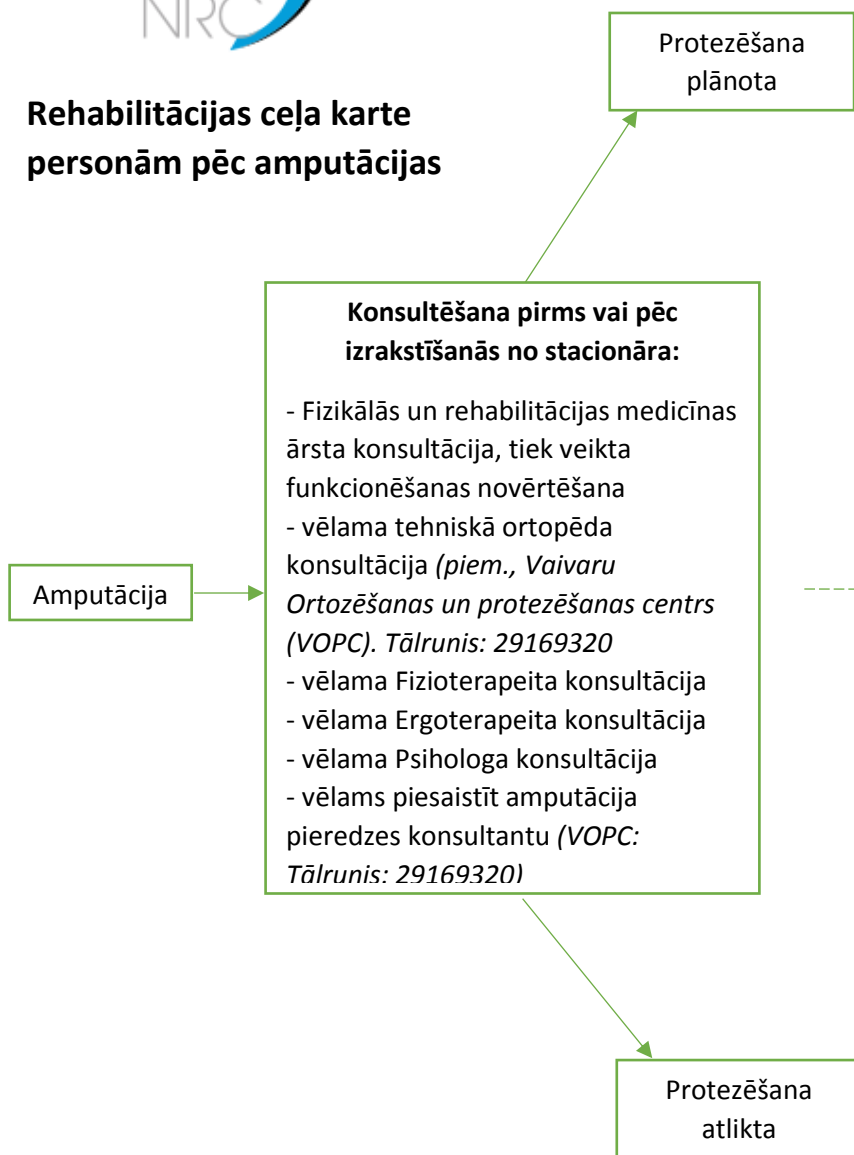 NRC
Protezēšana
plānota
Rehabilitācijas ceļa karte
personām pēc amputācijas
Konsultēšana pirms vai pēc
izrakstīšanās no stacionāra:
- Fizikālās un rehabilitācijas medicīnas
ārsta konsultācija, tiek veikta
funkcionēšanas novērtēšana
- vēlama tehniskā ortopēda
konsultācija (piem., Vaivaru
Ortozēšanas un protezēšanas centrs
(VOPC). Tālrunis: 29169320
- vēlama Fizioterapeita konsultācija
- vēlama Ergoterapeita konsultācija
- vēlama Psihologa konsultācija
- vēlams piesaistīt amputācija
pieredzes konsultantu (VOPC:
Tālrunis: 29169320)
Amputācija
Protezēšana
atlikta